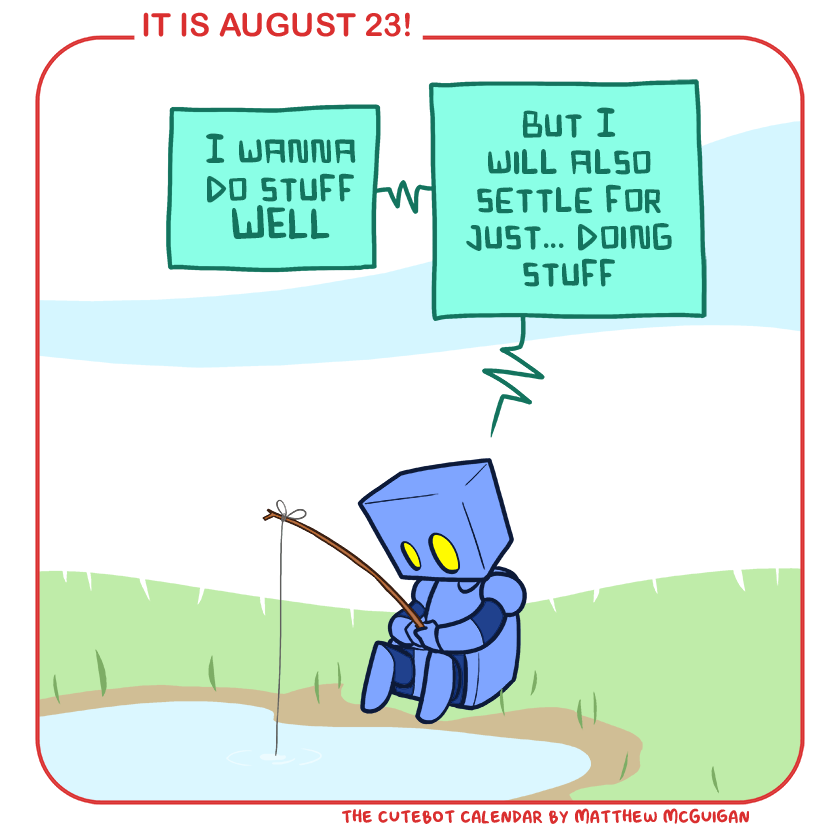 IT IS AUGUST 23!
I WANNA
DO STUFF
WELL
BUT I
WILL ALSO
SETTLE FOR
JUST... DOING
STUFF
THE CUTEBOT CALENDAR BY MATTHEW MCGUIGAN